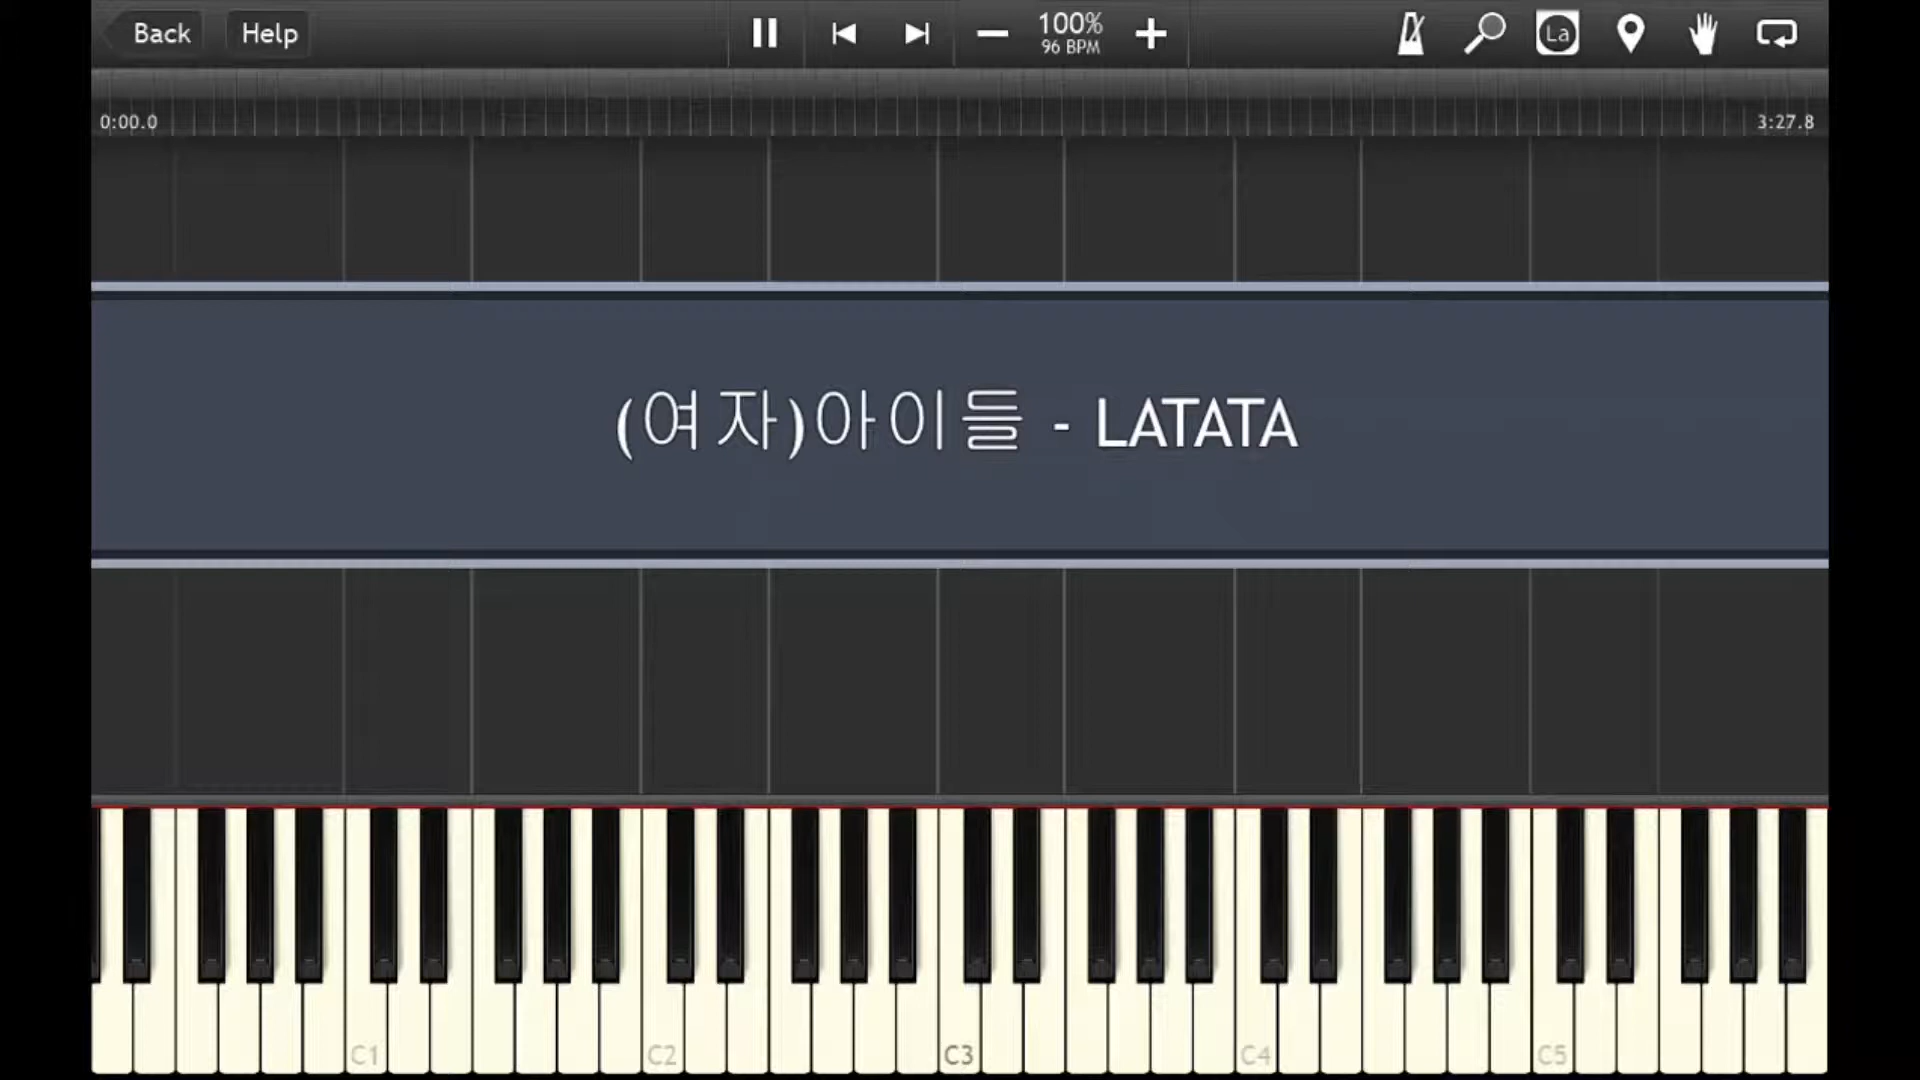 Back
Help
100%
96 BPM
La
0:00.0
3:27.8
(여자)아이들 - LATATA
C1
C2
C3
C4
C5